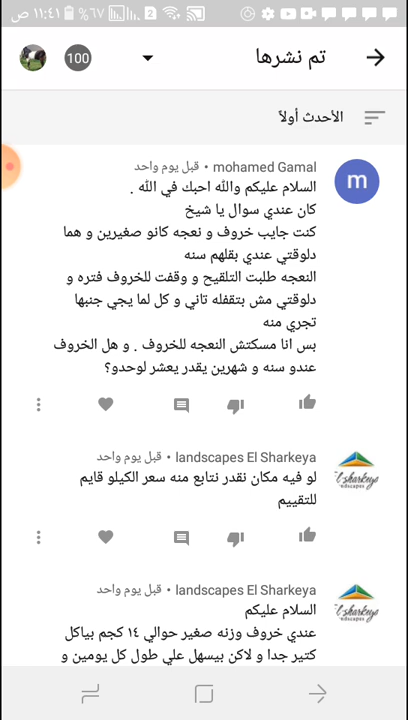 ١١:٤١ ص
٦٧%
2
تم نشرها
100
الأحدث أولاً
mohamed Gamal • قبل يوم واحد
السلام عليكم والله احبك في الله .
كان عندي سوال يا شيخ
كنت جايب خروف و نعجه كانو صغيرين و هما
دلوقتي عندي بقلهم سنه
النعجه طلبت التلقيح و وقفت للخروف فتره و
دلوقتي مش بتقفله تاني و كل لما يجي جنبها
تجري منه
بس انا مسكتش النعجه للخروف . و هل الخروف
عندو سنه و شهرين يقدر يعشر لوحدو؟
m
landscapes El Sharkeya • قبل يوم واحد
لو فيه مكان نقدر نتابع منه سعر الكيلو قايم
للتقييم
landscapes El Sharkeya • قبل يوم واحد
السلام عليكم
عندي خروف وزنه صغير حوالي ١٤ كجم بياكل
كتير جدا و لاكن بيسهل علي طول كل يومين و